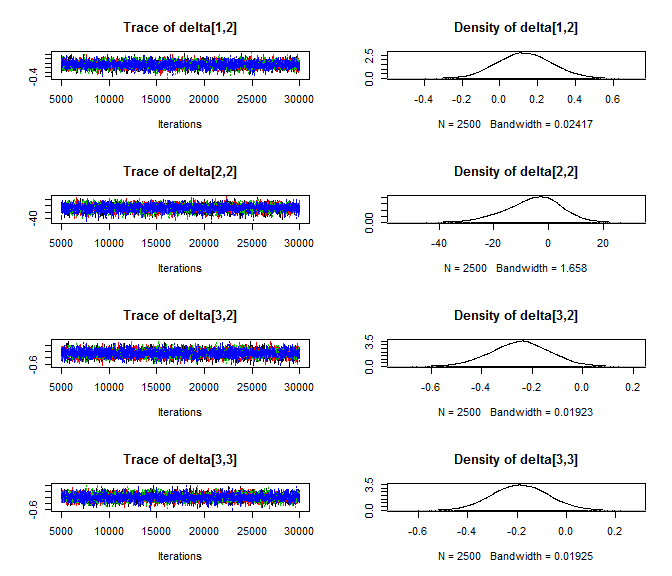 Trace of delta[1,2]
Density of delta[1,2]
-0.4
0.0 2.5
5000 10000 15000 20000 25000 30000
-0.4 -0.2 0.0 0.2 0.4 0.6
Iterations
N = 2500 Bandwidth = 0.02417
Trace of delta[2,2]
Density of delta[2,2]
-40
0.00
5000 10000 15000 20000 25000 30000
-40 -20 0 20
Iterations
N = 2500 Bandwidth = 1.658
Trace of delta[3,2]
Density of delta[3,2]
-0.6
0.0 3.5
5000 10000 15000 20000 25000 30000
-0.6 -0.4 -0.2 0.0 0.2
Iterations
N = 2500 Bandwidth = 0.01923
Trace of delta[3,3]
Density of delta[3,3]
-0.6
0.0 3.5
5000 10000 15000 20000 25000 30000
-0.6 -0.4 -0.2 0.0 0.2
Iterations
N = 2500 Bandwidth = 0.01925